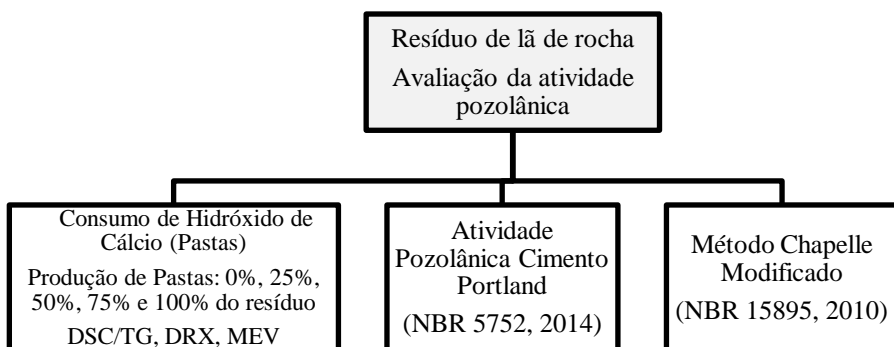 Resíduo de lã de rocha
Avaliação da atividade
pozolânica
Consumo de Hidróxido de
Cálcio (Pastas)
Produção de Pastas: 0%, 25%,
50%, 75% e 100% do resíduo
DSC/TG, DRX, MEV
Atividade
Pozolânica Cimento
Portland
(NBR 5752, 2014)
Método Chapelle
Modificado
(NBR 15895, 2010)